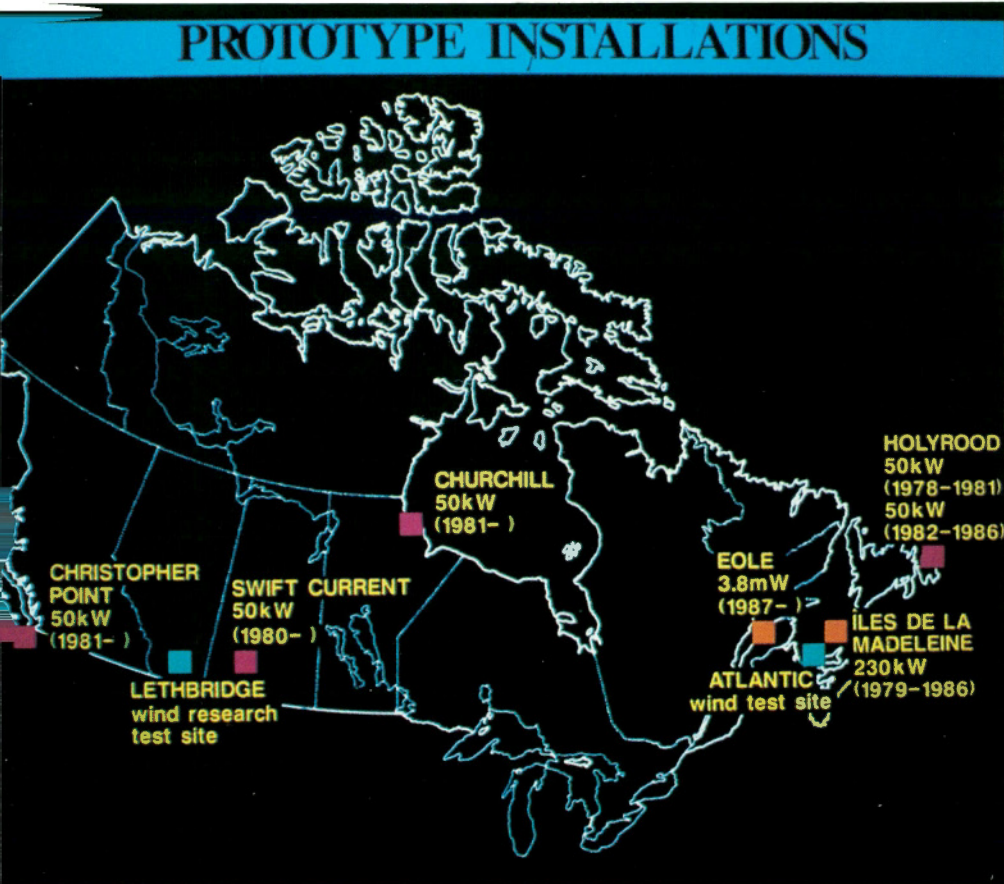 PROTOTYPE INSTALLATIONS
HOLYROOD
50kW
(1978-1981)
50kW
(1982-1986)
CHURCHILL
50kW
(1981- )
EOLE
3.8mW
(1987- )
CHRISTOPHER
POINT
50kW
(1981- )
SWIFT CURRENT
50kW
(1980- )
ÎLES DE LA
MADELEINE
230kW
(1979-1986)
LETHBRIDGE
wind research
test site
ATLANTIC
wind test site